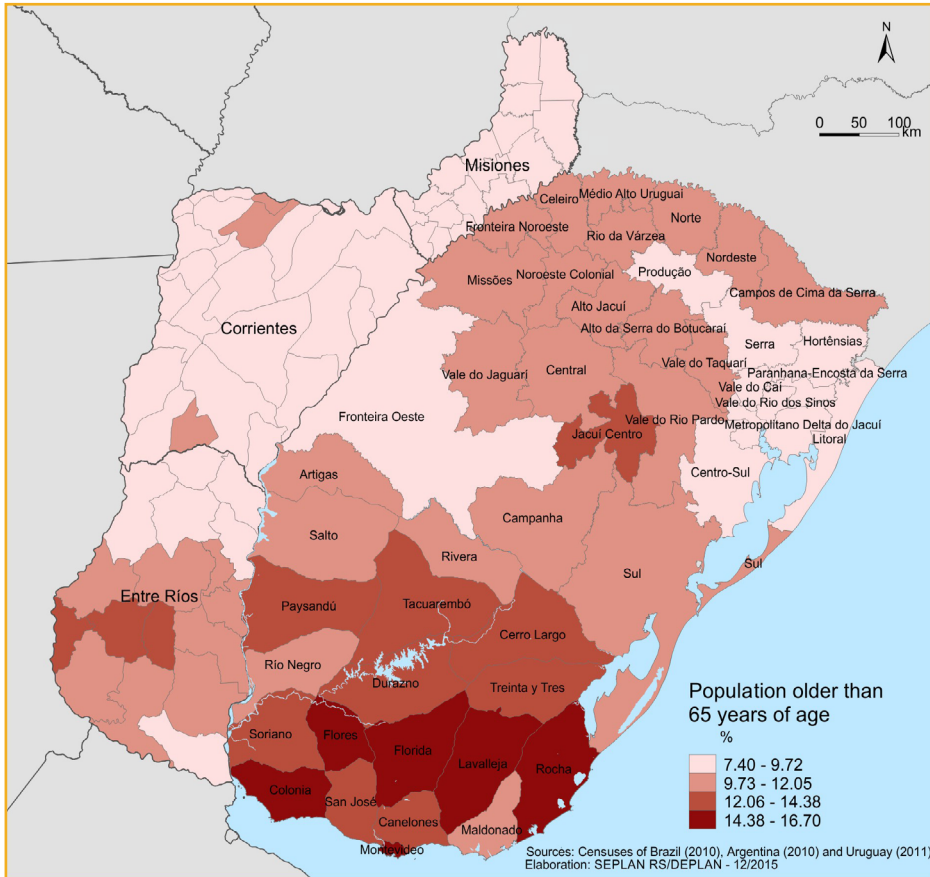 N
0 50 100
km
Misiones
Celeiro
Médio Alto Uruguai
Fronteira Noroeste
Norte
Rio da Várzea
Nordeste
Missões
Noroeste Colonial
Produção
Campos de Cima da Serra
Alto Jacuí
Corrientes
Alto da Serra do Botucaraí
Serra
Hortênsias
Vale do Jaguarí
Central
Vale do Taquarí
Paranhana-Encosta da Serra
Vale do Caí
Vale do Rio dos Sinos
Fronteira Oeste
Vale do Rio Pardo
Metropolitano Delta do Jacuí
Jacuí Centro
Litoral
Centro-Sul
Artigas
Campanha
Salto
Rivera
Sul
Sul
Entre Ríos
Paysandú
Tacuarembó
Cerro Largo
Río Negro
Durazno
Treinta y Tres
Soriano
Flores
Florida
Lavalleja
Rocha
Colonia
San José
Canelones
Maldonado
Montevideo
Population older than
65 years of age
%
7.40 - 9.72
9.73 - 12.05
12.06 - 14.38
14.38 - 16.70
Sources: Censuses of Brazil (2010), Argentina (2010) and Uruguay (2011)
Elaboration: SEPLAN RS/DEPLAN - 12/2015